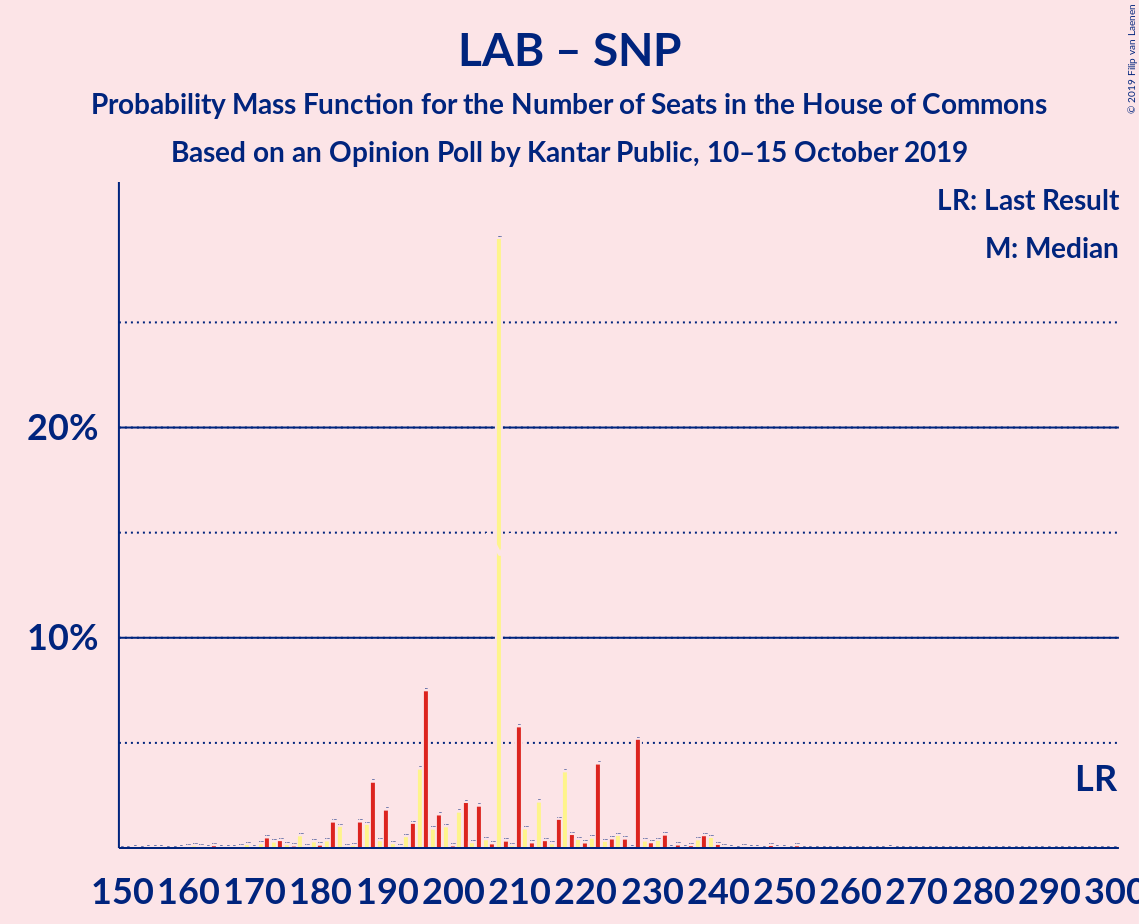 LAB – SNP
Probability Mass Function for the Number of Seats in the House of Commons
Based on an Opinion Poll by Kantar Public, 10–15 October 2019
© 2019 Filip van Laenen
LR: Last Result
M: Median
20%
10%
LR
150 160 170 180 190 200 210 220 230 240 250 260 270 280 290 300